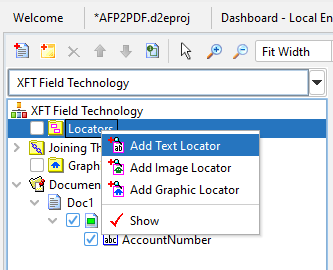 Welcome
*AFP2PDF.d2eproj
Dashboard - Local En
Fit Width
XFT Field Technology
XFT Field Technology
Locators
Joining Th
Graph
Documen
Doc1
AccountNumber
Add Text Locator
Add Image Locator
Add Graphic Locator
Show